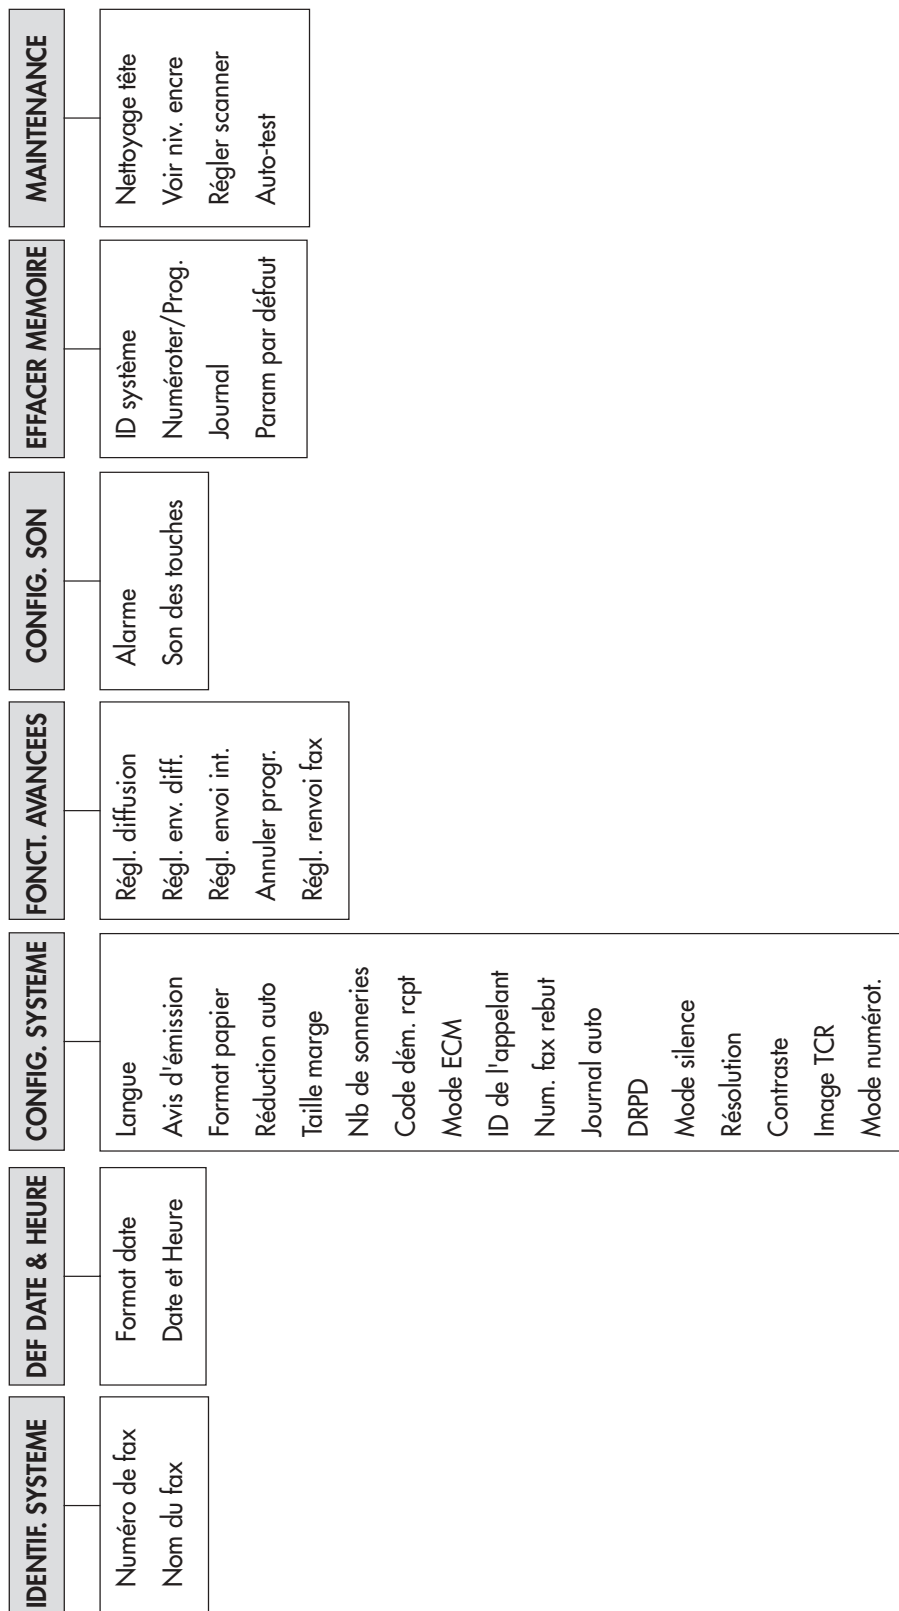 IDENTIF. SYSTEME
Numéro de fax
Nom du fax
DEF DATE & HEURE
Format date
Date et Heure
CONFIG. SYSTEME
Langue
Avis d'émission
Format papier
Réduction auto
Taille marge
Nb de sonneries
Code dém. rcpt
Mode ECM
ID de l'appelant
Num. fax rebut
Journal auto
DRPD
Mode silence
Résolution
Contraste
Image TCR
Mode numérot.
FONCT. AVANCEES
Régl. diffusion
Régl. env. diff.
Régl. envoi int.
Annuler progr.
Régl. renvoi fax
CONFIG. SON
Alarme
Son des touches
EFFACER MEMOIRE
ID système
Numéroter/Prog.
Journal
Param par défaut
MAINTENANCE
Nettoyage tête
Voir niv. encre
Régler scanner
Auto-test